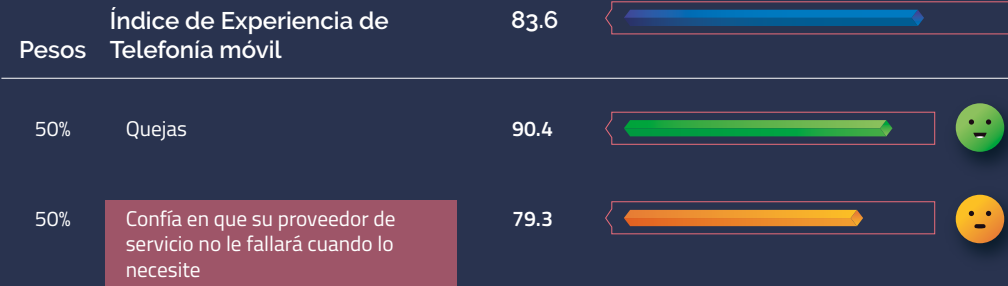 Pesos
Índice de Experiencia de
Telefonía móvil
83.6
50%
Quejas
90.4
50%
Confía en que su proveedor de
servicio no le fallará cuando lo
necesite
79.3